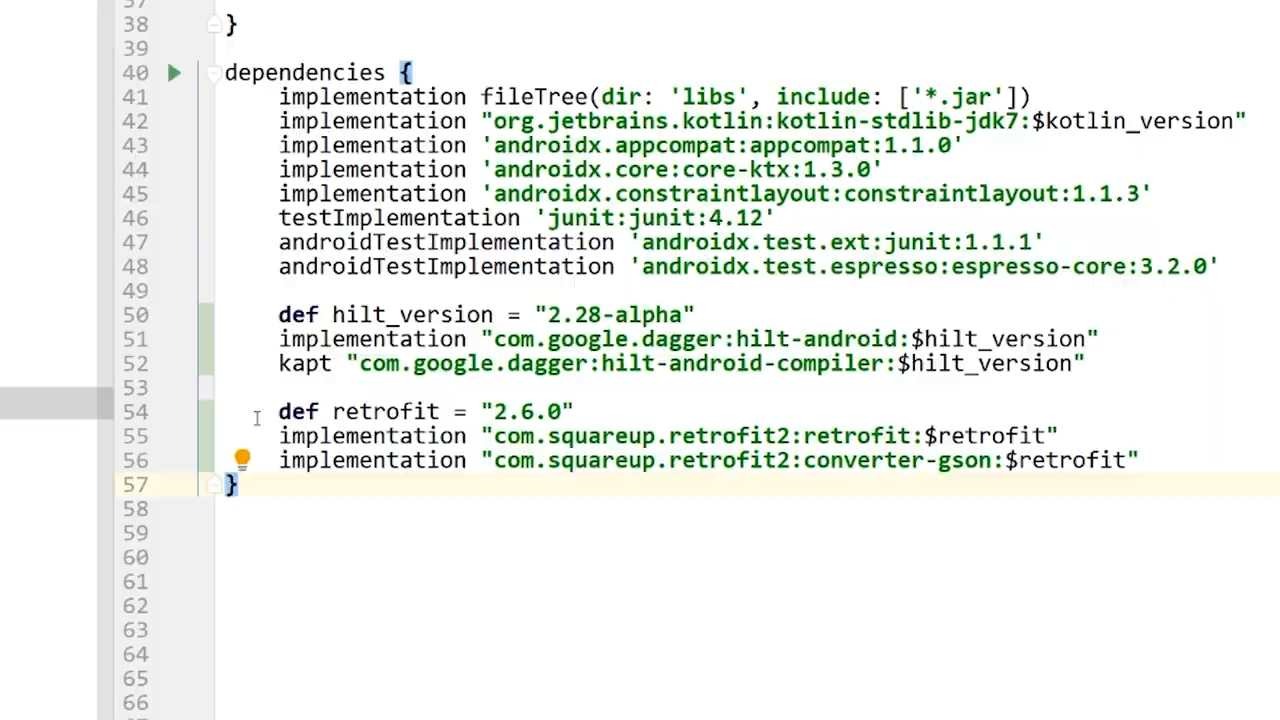 37
38 }
39
40 dependencies {
41 implementation fileTree(dir: 'libs', include: ['*.jar'])
42 implementation "org.jetbrains.kotlin:kotlin-stdlib-jdk7:$kotlin_version"
43 implementation 'androidx.appcompat:appcompat:1.1.0'
44 implementation 'androidx.core:core-ktx:1.3.0'
45 implementation 'androidx.constraintlayout:constraintlayout:1.1.3'
46 testImplementation 'junit:junit:4.12'
47 androidTestImplementation 'androidx.test.ext:junit:1.1.1'
48 androidTestImplementation 'androidx.test.espresso:espresso-core:3.2.0'
49
50 def hilt_version = "2.28-alpha"
51 implementation "com.google.dagger:hilt-android:$hilt_version"
52 kapt "com.google.dagger:hilt-android-compiler:$hilt_version"
53
54 def retrofit = "2.6.0"
55 implementation "com.squareup.retrofit2:retrofit:$retrofit"
56 implementation "com.squareup.retrofit2:converter-gson:$retrofit"
57 }
58
59
60
61
62
63
64
65
66